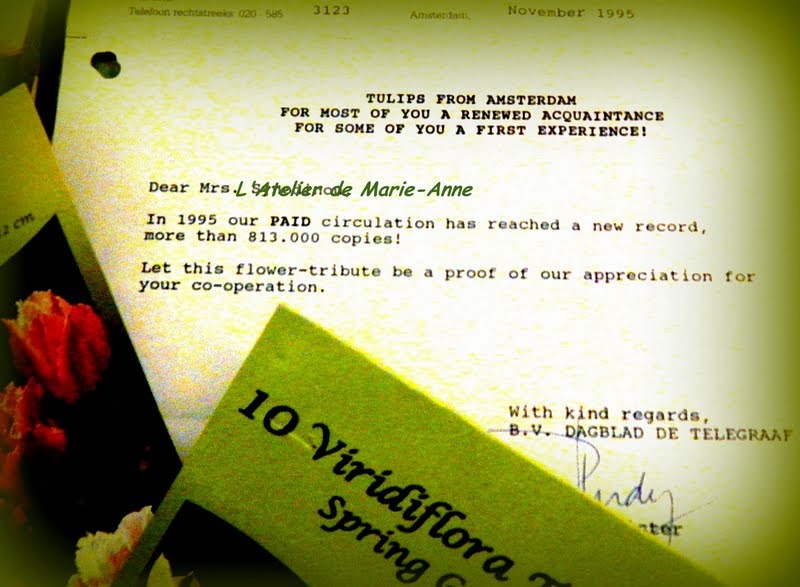 Telefoon rechtstreeks: 020 - 585 3123 Amsterdam, November 1995
TULIPS FROM AMSTERDAM
FOR MOST OF YOU A RENEWED ACQUAINTANCE
FOR SOME OF YOU A FIRST EXPERIENCE!
Dear Mrs.
L'Atelier de Marie-Anne
In 1995 our PAID circulation has reached a new record,
more than 813.000 copies!
Let this flower-tribute be a proof of our appreciation for
your co-operation.
With kind regards,
B.V. DAGBLAD DE TELEGRAAF
2 cm
10 Viridiflora
Spring